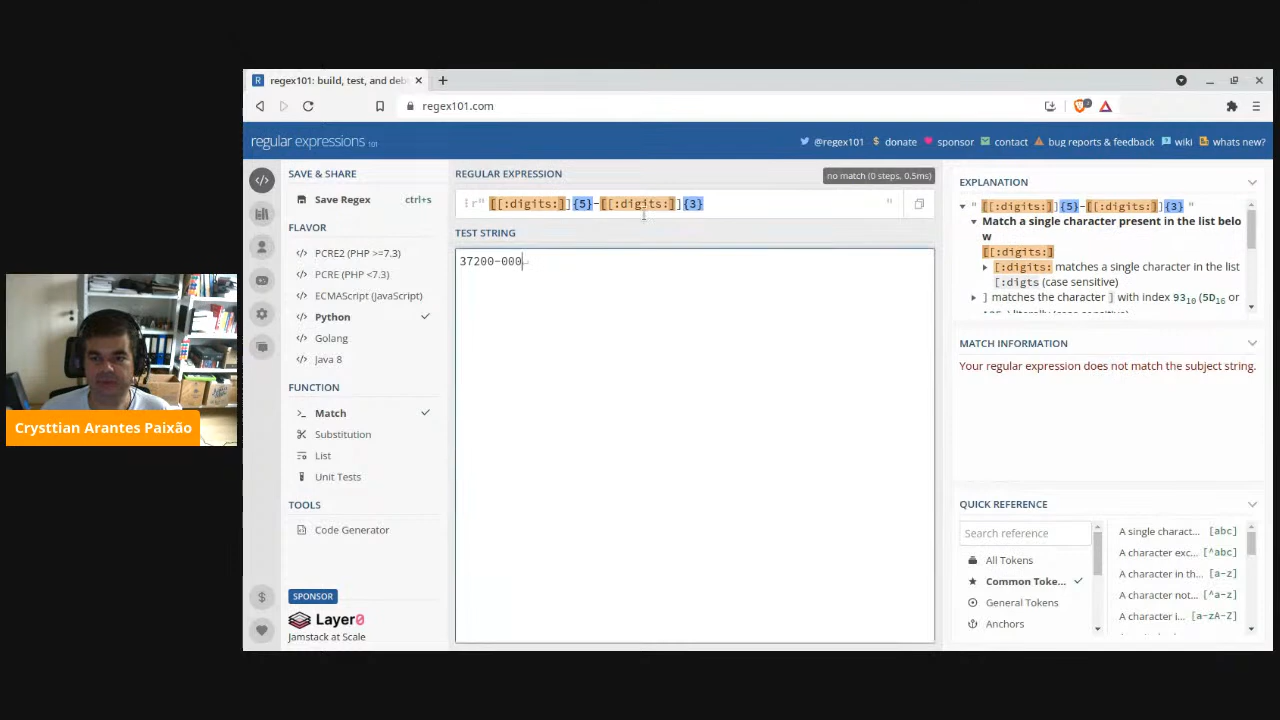 regex101: build, test, and deb
regex101.com
regular expressions 101
@regex101
$ donate
sponsor
contact
bug reports & feedback
wiki
whats new?
SAVE & SHARE
Save Regex ctrl+s
FLAVOR
</> PCRE2 (PHP >=7.3)
</> PCRE (PHP <7.3)
</> ECMAScript (JavaScript)
</> Python
</> Golang
</> Java 8
FUNCTION
>_ Match
Substitution
List
Unit Tests
TOOLS
</> Code Generator
SPONSOR
Layer0
Jamstack at Scale
REGULAR EXPRESSION
no match (0 steps, 0.5ms)
r" [[:digits:]]{5}-[[:digits:]]{3} "
TEST STRING
37200-000
EXPLANATION
" [[:digits:]]{5}-[[:digits:]]{3} "
Match a single character present in the list belo
w
[[:digits:]
[:digits: matches a single character in the list
[:digts (case sensitive)
] matches the character ] with index 93₁₀ (5D₁₆ or
MATCH INFORMATION
Your regular expression does not match the subject string.
QUICK REFERENCE
Search reference
All Tokens
Common Toke...
General Tokens
Anchors
A single charact... [abc]
A character exc... [^abc]
A character in th... [a-z]
A character not... [^a-z]
A character i... [a-zA-Z]
Crysttian Arantes Paixão